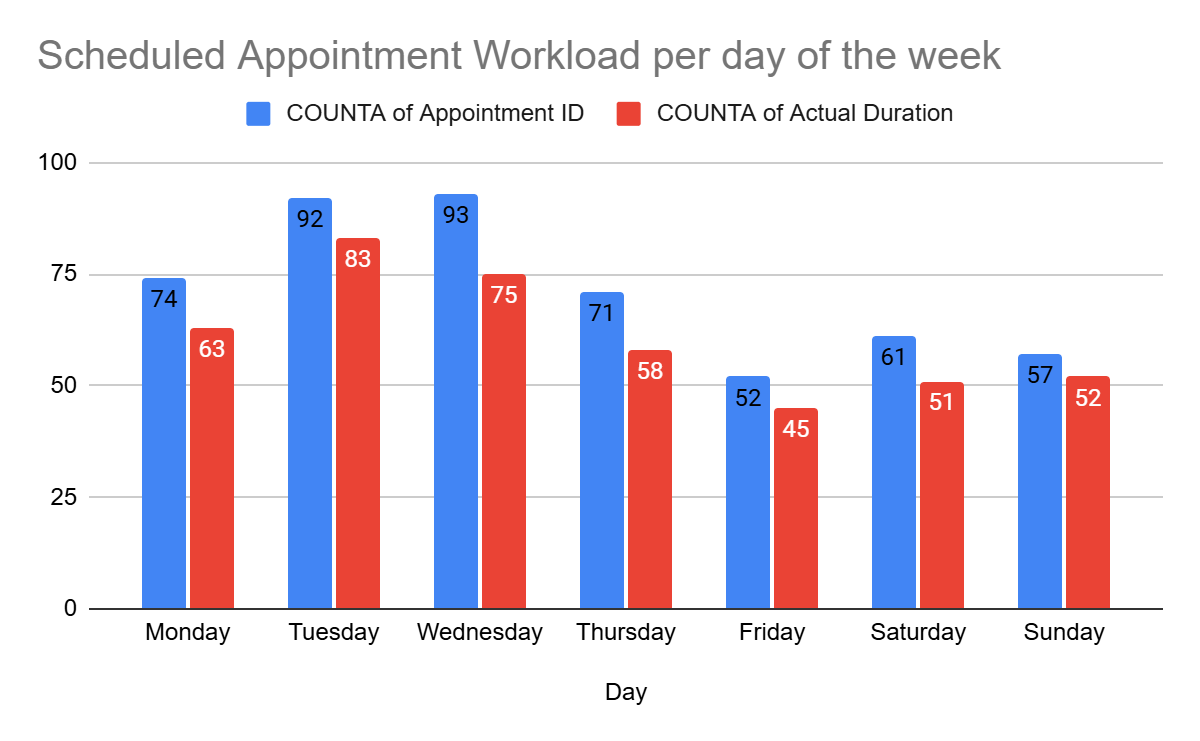 Scheduled Appointment Workload per day of the week
COUNTA of Appointment ID COUNTA of Actual Duration
100
75
50
25
0
74 63 92 83 93 75 71 58 52 45 61 51 57 52
Monday Tuesday Wednesday Thursday Friday Saturday Sunday
Day